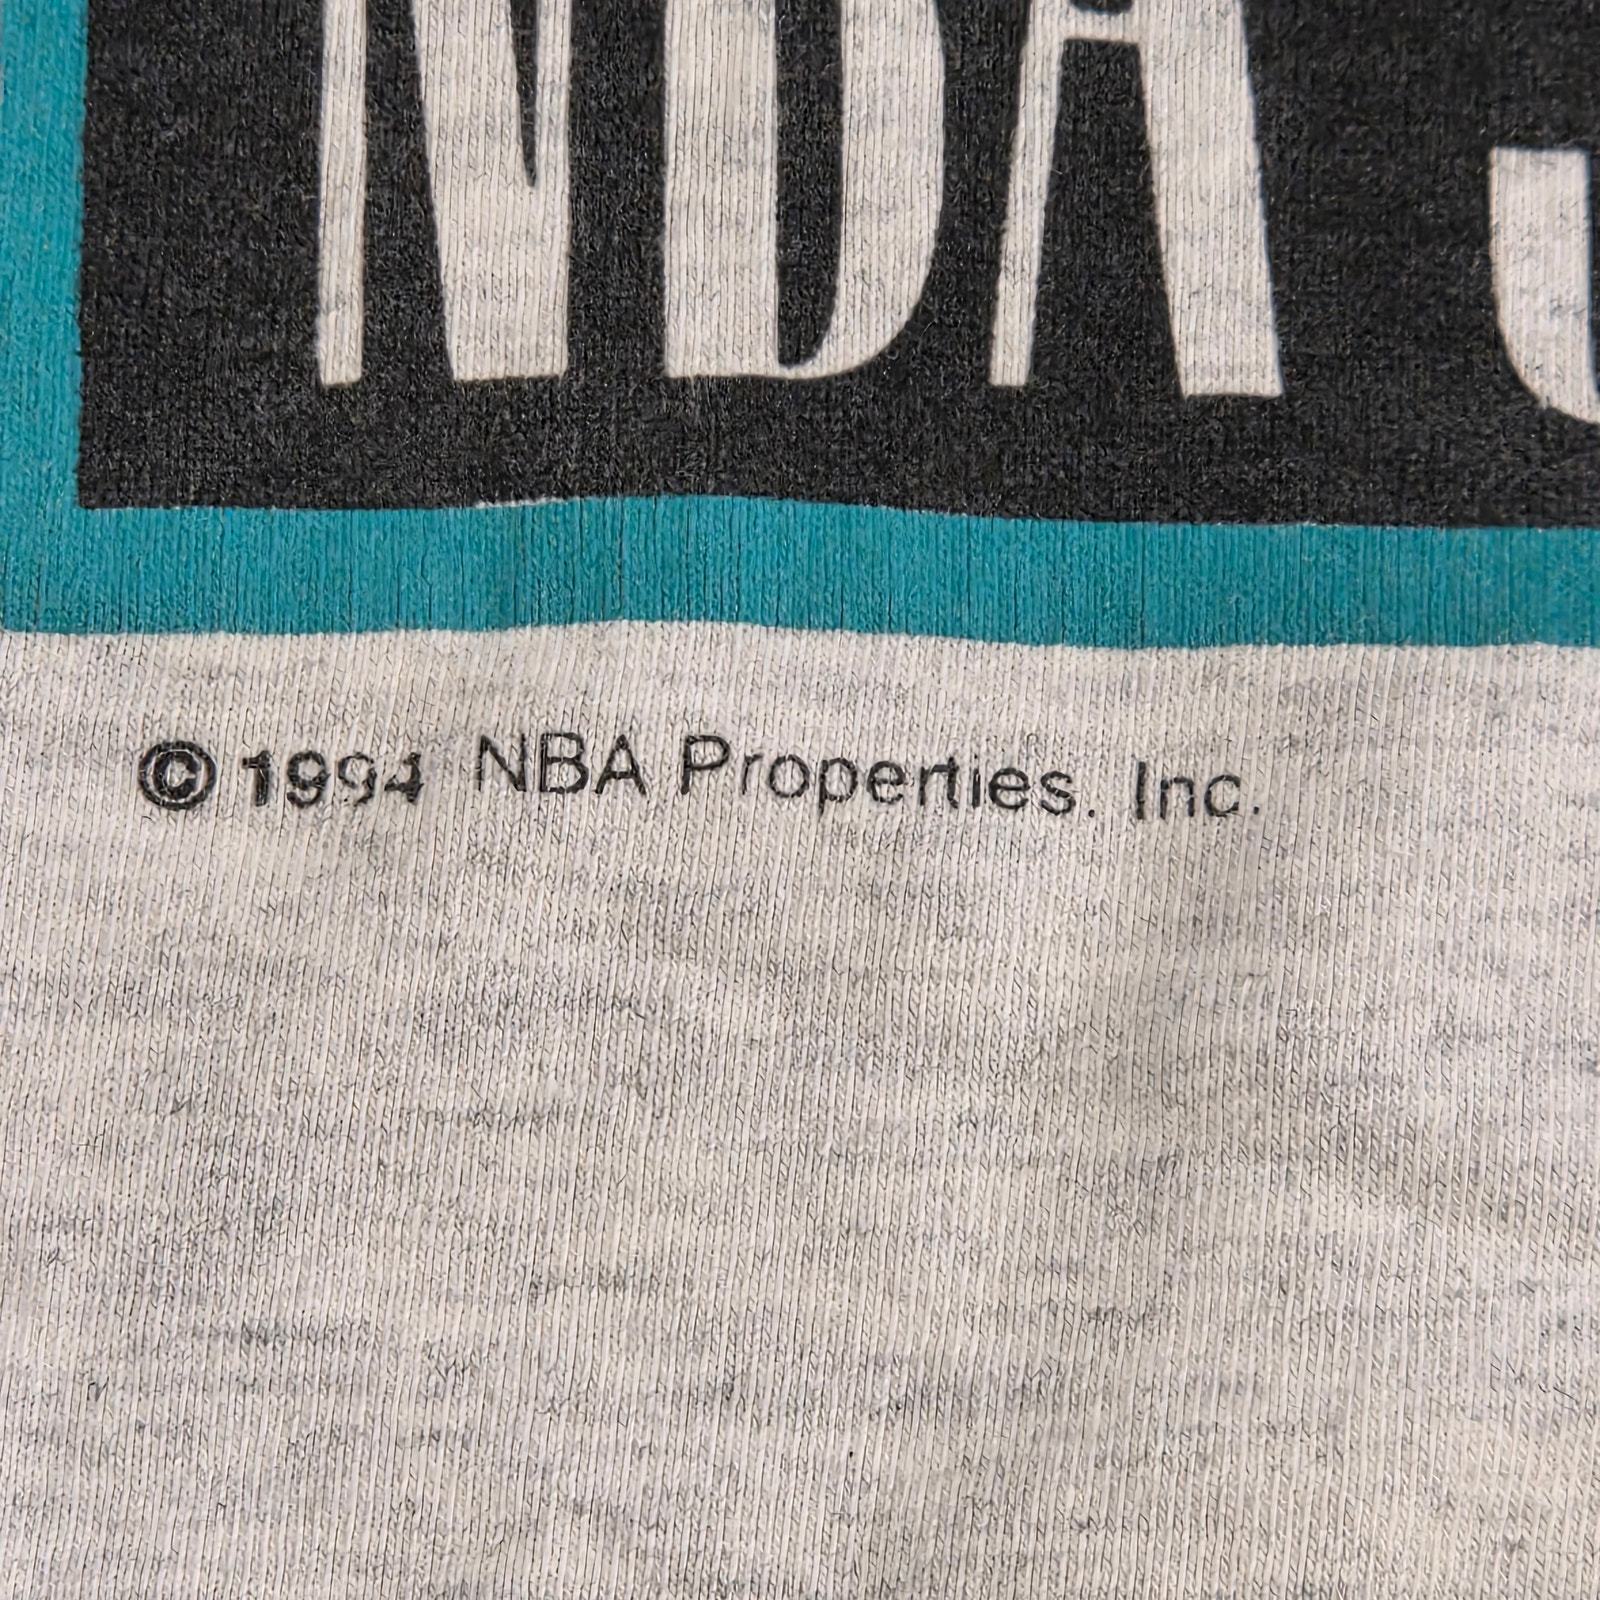 NBA
© 1994 NBA Properties. Inc.